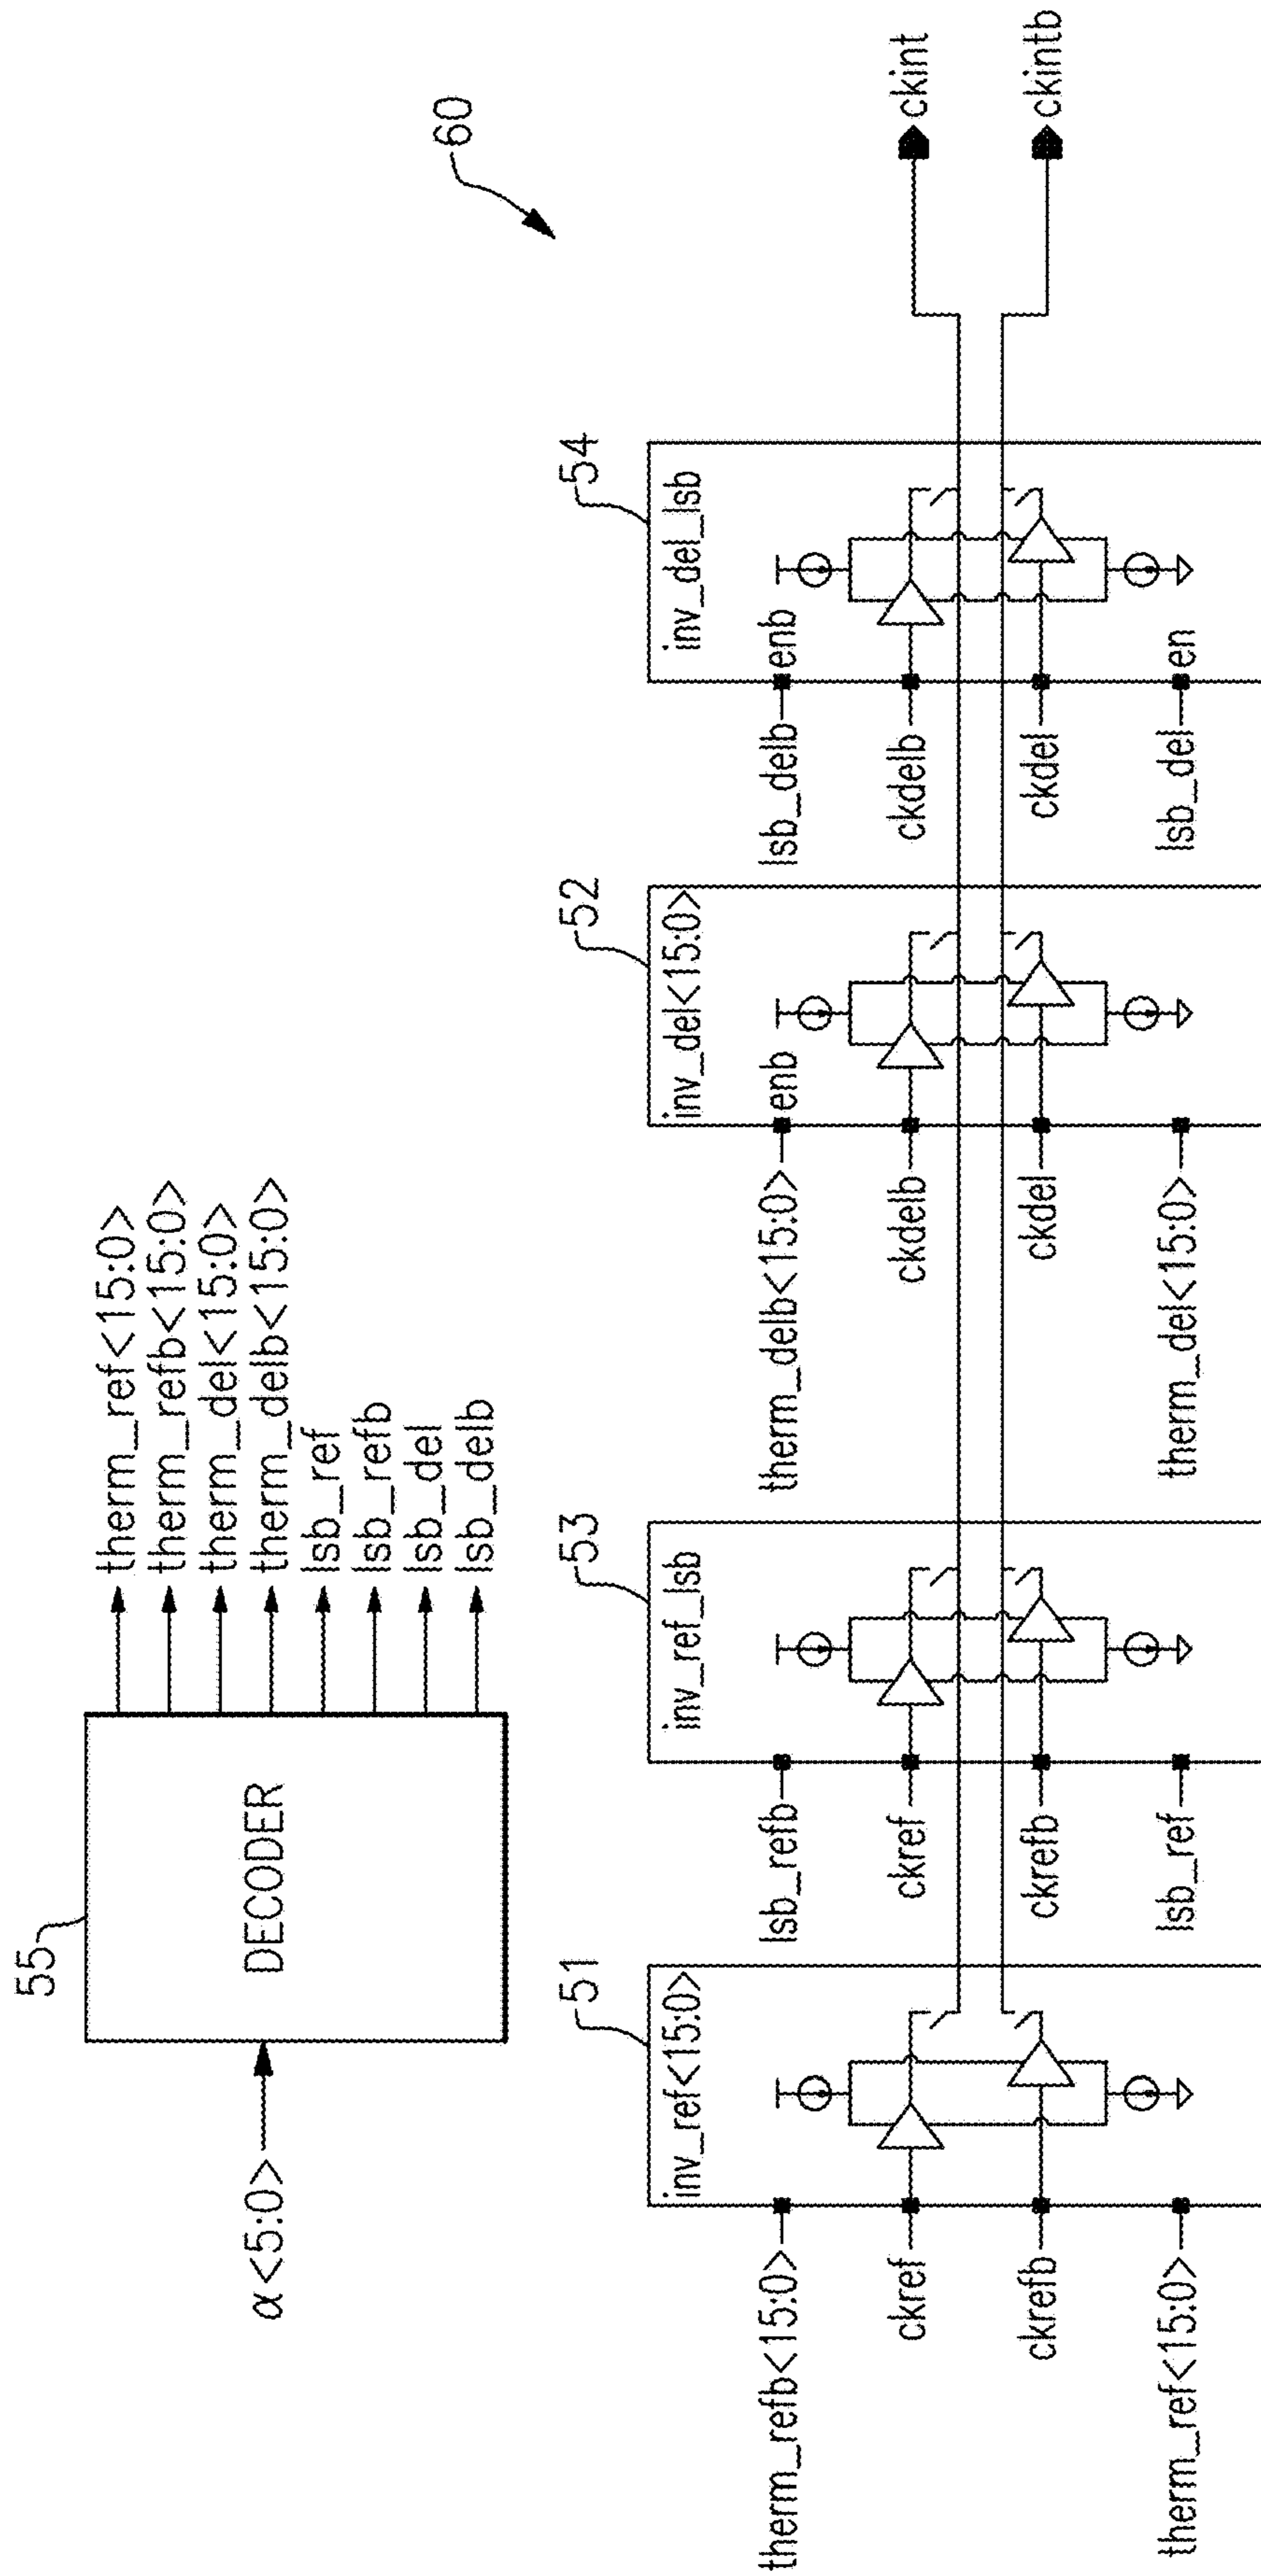 55
α<5:0>
DECODER
therm_ref<15:0>
therm_refb<15:0>
therm_del<15:0>
therm_delb<15:0>
lsb_ref
lsb_refb
lsb_del
lsb_delb
60
51
inv_ref<15:0>
therm_refb<15:0>
ckref
ckrefb
therm_ref<15:0>
53
inv_ref_lsb
lsb_refb
ckref
ckrefb
lsb_ref
52
inv_del<15:0>
therm_delb<15:0>
enb
ckdelb
ckdel
therm_del<15:0>
54
inv_del_lsb
lsb_delb
enb
ckdelb
ckdel
lsb_del
en
ckint
ckintb